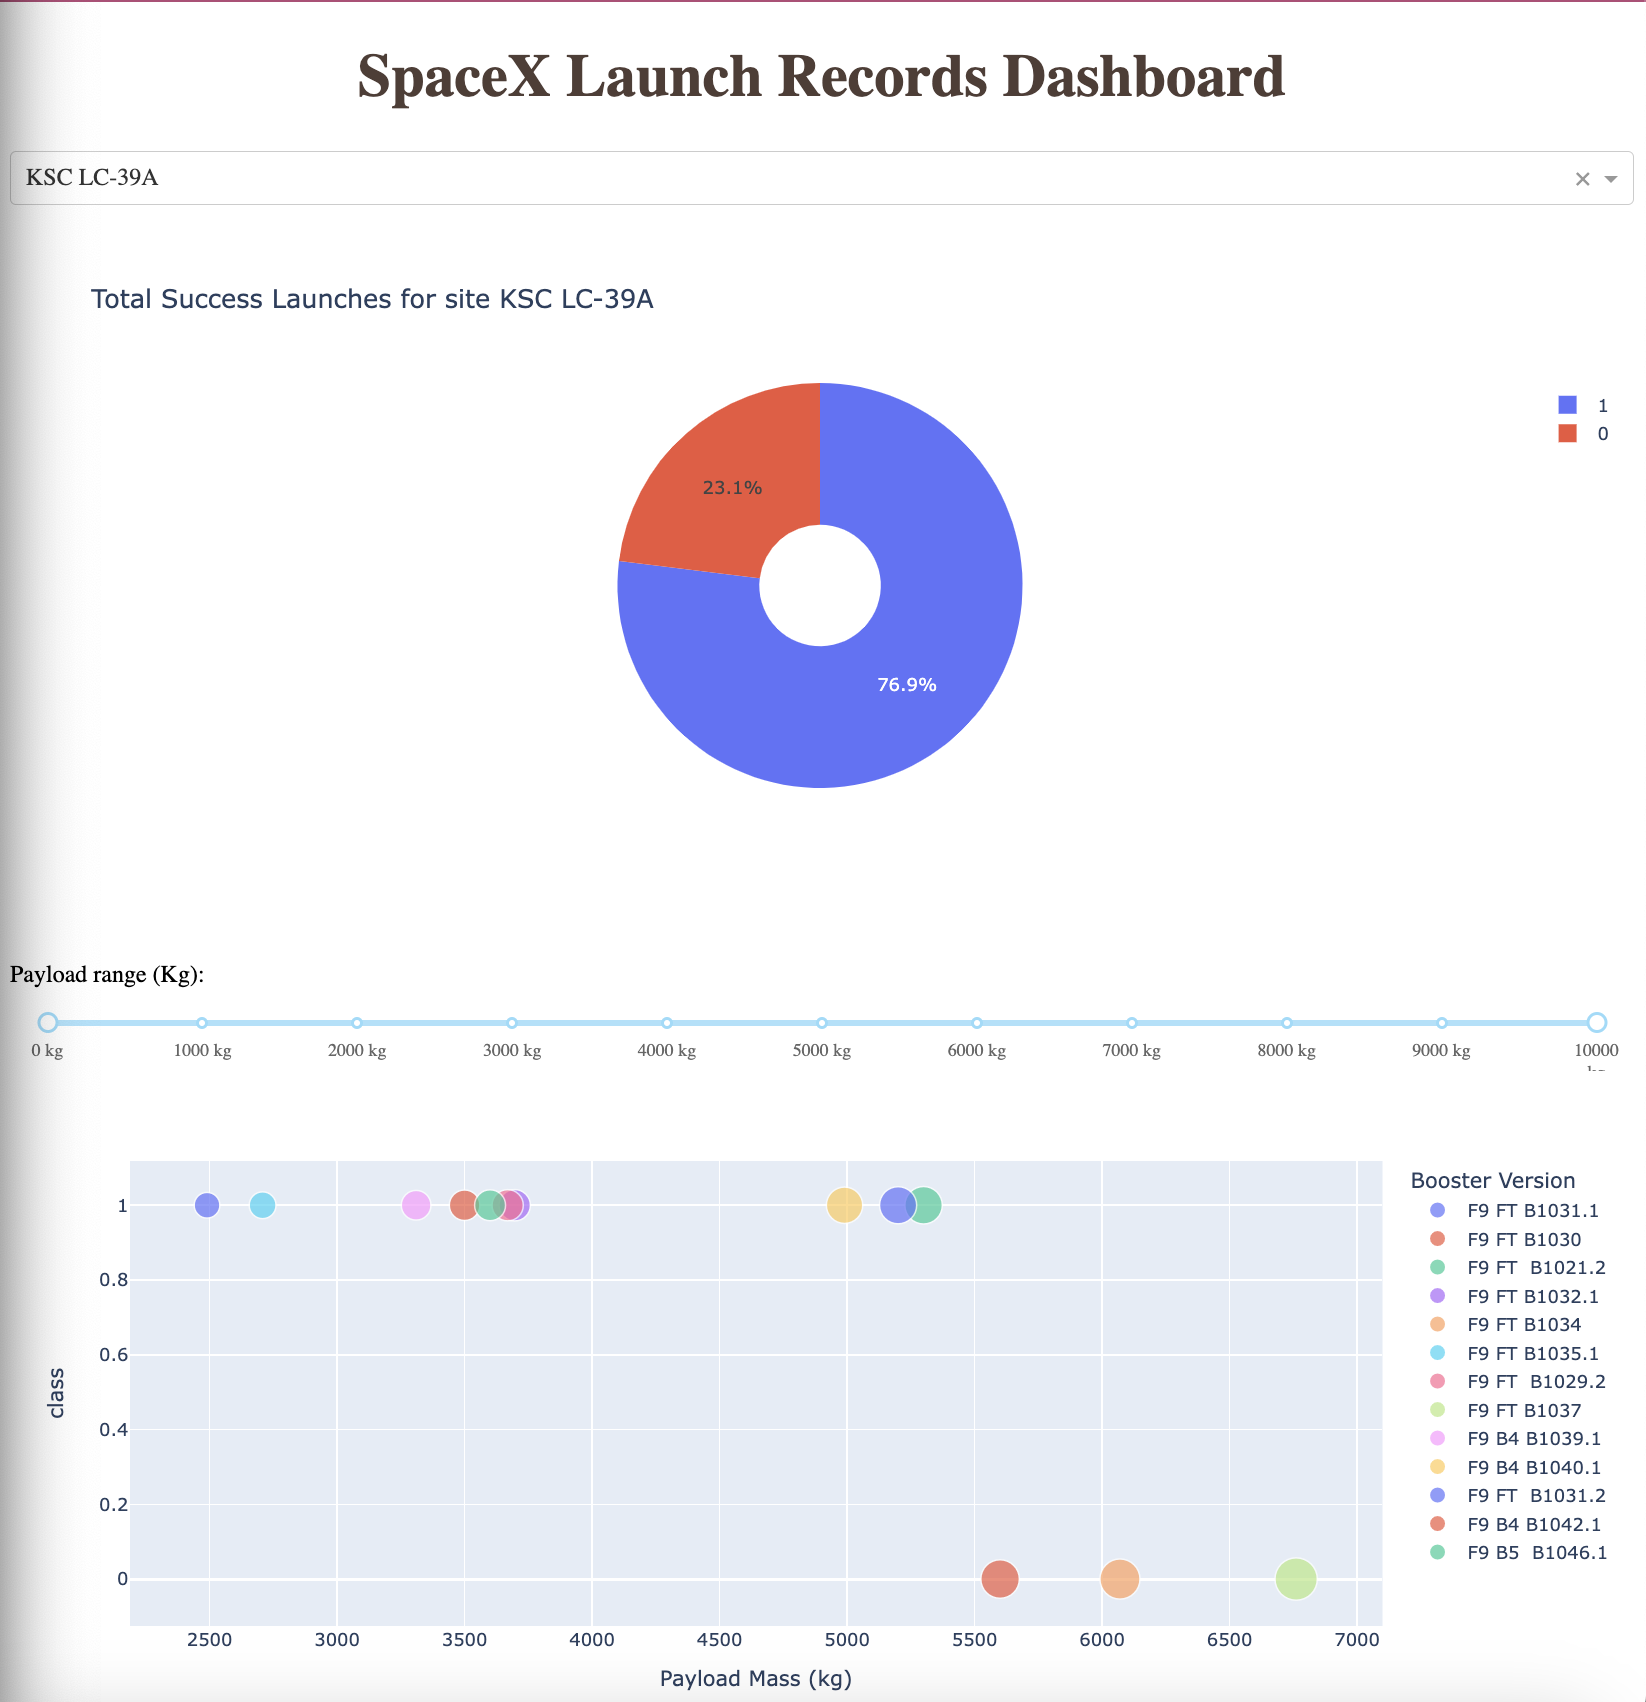 SpaceX Launch Records Dashboard
KSC LC-39A
Total Success Launches for site KSC LC-39A
1
0
23.1%
76.9%
Payload range (Kg):
0 kg 1000 kg 2000 kg 3000 kg 4000 kg 5000 kg 6000 kg 7000 kg 8000 kg 9000 kg 10000
Booster Version
F9 FT B1031.1
F9 FT B1030
F9 FT  B1021.2
F9 FT B1032.1
F9 FT B1034
F9 FT B1035.1
F9 FT  B1029.2
F9 FT B1037
F9 B4 B1039.1
F9 B4 B1040.1
F9 FT  B1031.2
F9 B4 B1042.1
F9 B5  B1046.1
1
0.8
0.6
0.4
0.2
0
class
2500 3000 3500 4000 4500 5000 5500 6000 6500 7000
Payload Mass (kg)